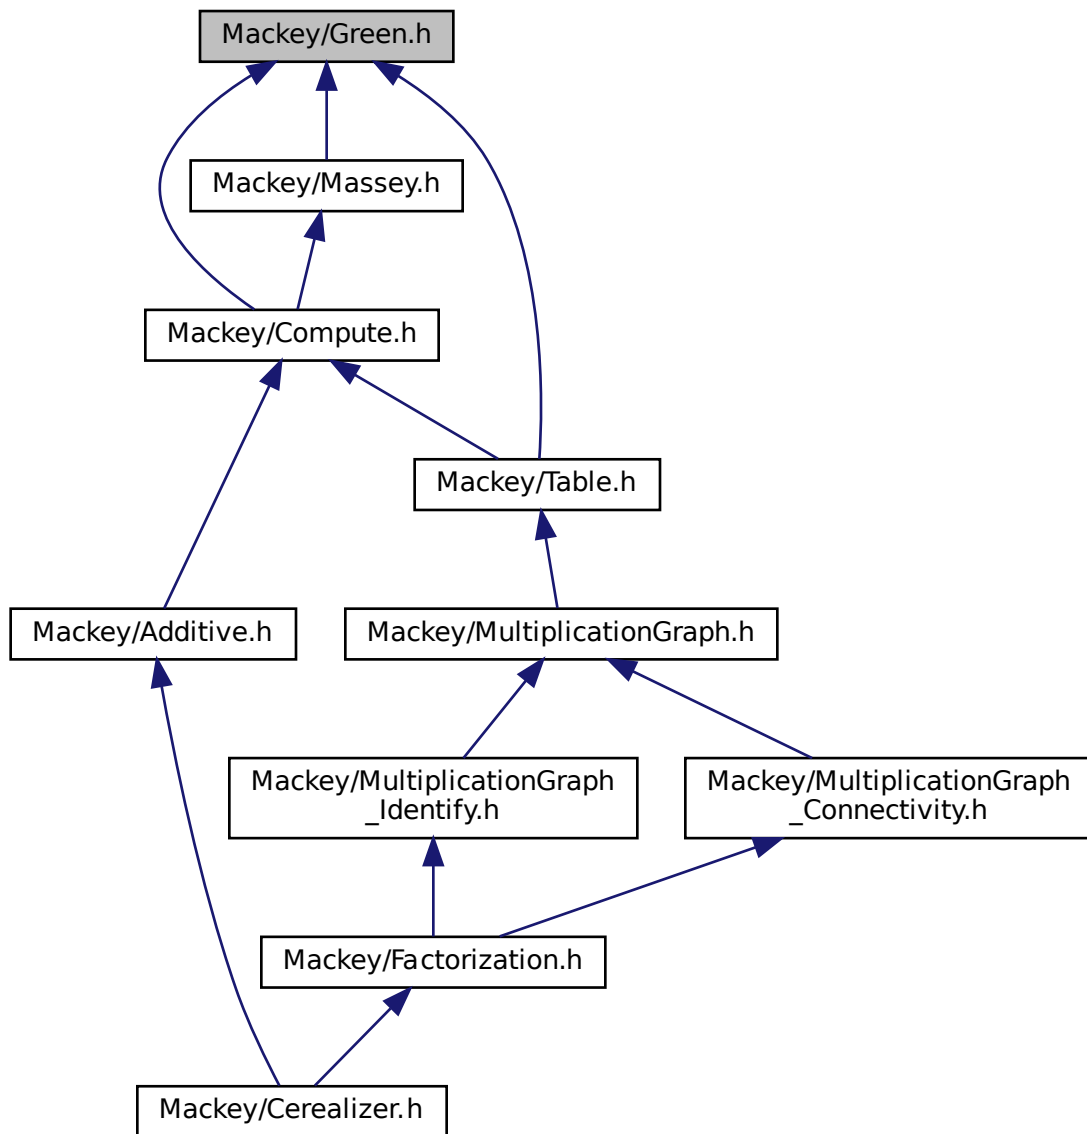 Mackey/Green.h
Mackey/Massey.h
Mackey/Compute.h
Mackey/Table.h
Mackey/Additive.h
Mackey/MultiplicationGraph.h
Mackey/MultiplicationGraph
_Identify.h
Mackey/MultiplicationGraph
_Connectivity.h
Mackey/Factorization.h
Mackey/Cerealizer.h